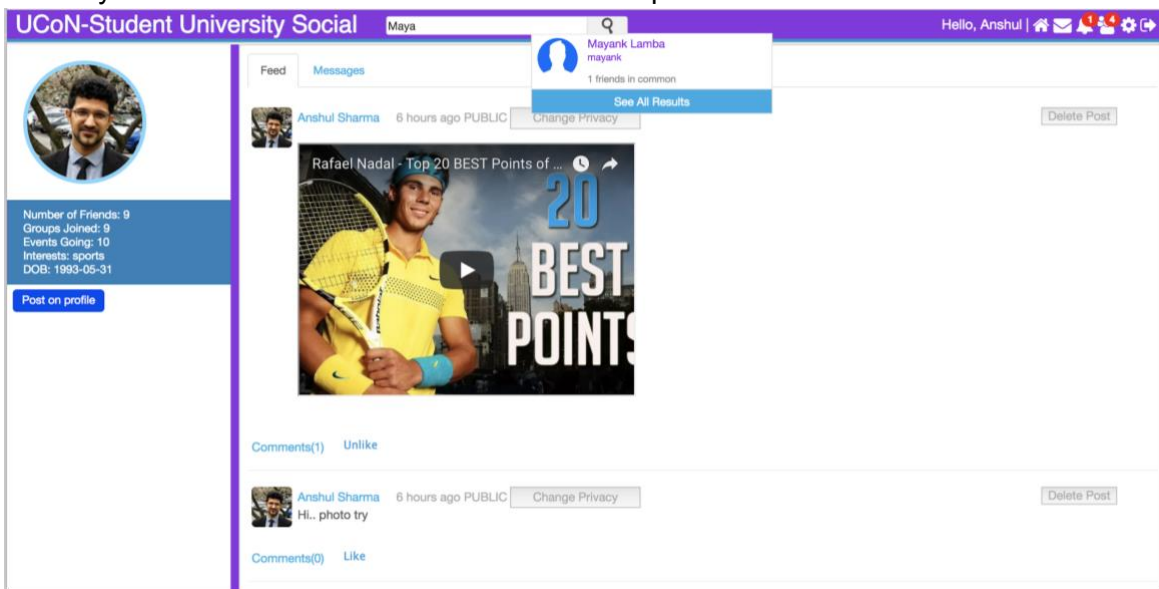 UCoN-Student University Social
Maya
Hello, Anshul |
1
4
Mayank Lamba
mayank
1 friends in common
See All Results
Feed
Messages
Anshul Sharma 6 hours ago PUBLIC Change Privacy Delete Post
Rafael Nadal - Top 20 BEST Points of ...
20
BEST
POINTS
Number of Friends: 9
Groups Joined: 9
Events Going: 10
Interests: sports
DOB: 1993-05-31
Post on profile
Comments(1) Unlike
Anshul Sharma 6 hours ago PUBLIC Change Privacy Delete Post
Hi.. photo try
Comments(0) Like